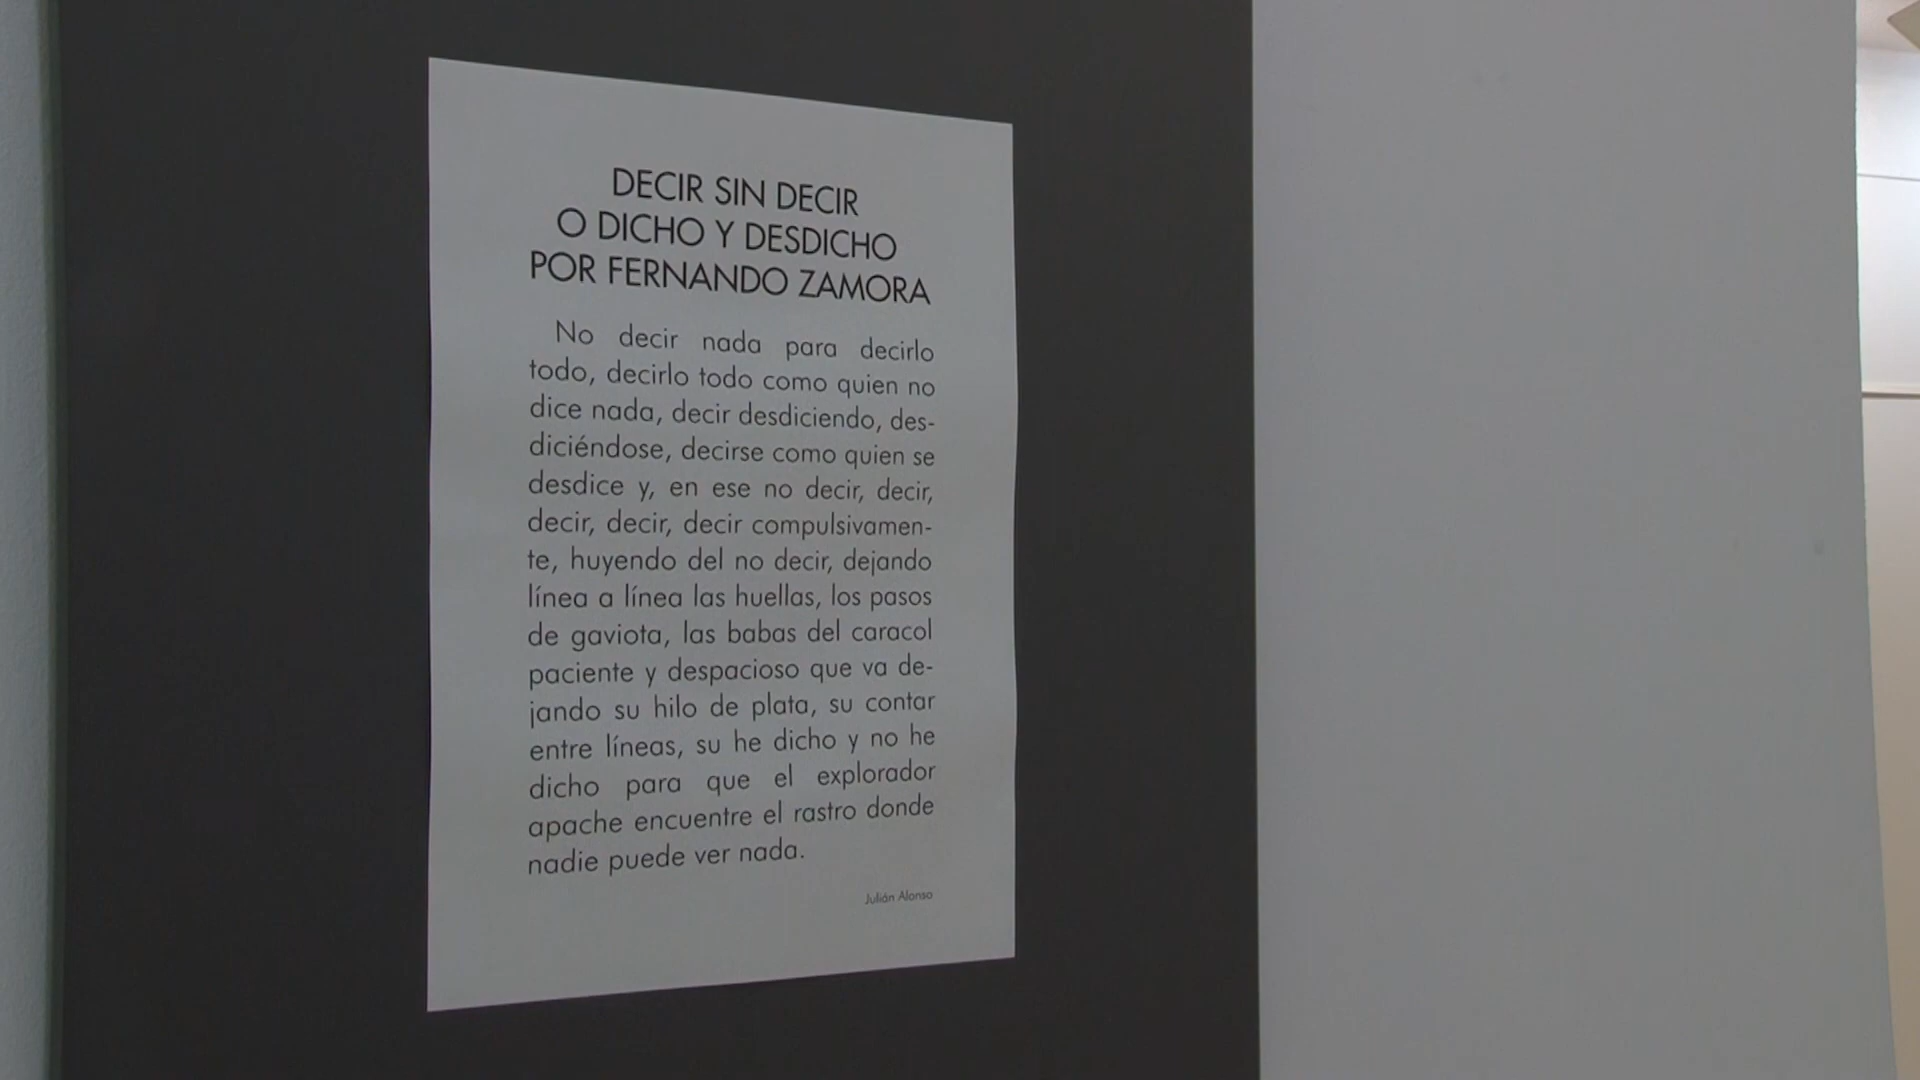 DECIR SIN DECIR
O DICHO Y DESDICHO
POR FERNANDO ZAMORA
No decir nada para decirlo
todo, decirlo todo como quien no
dice nada, decir desdiciendo, des-
diciéndose, decirse como quien se
desdice y, en ese no decir, decir,
decir, decir, decir compulsivamen-
te, huyendo del no decir, dejando
línea a línea las huellas, los pasos
de gaviota, las babas del caracol
paciente y despacioso que va de-
jando su hilo de plata, su contar
entre líneas, su he dicho y no he
dicho para que el explorador
apache encuentre el rastro donde
nadie puede ver nada.
Julián Alonso